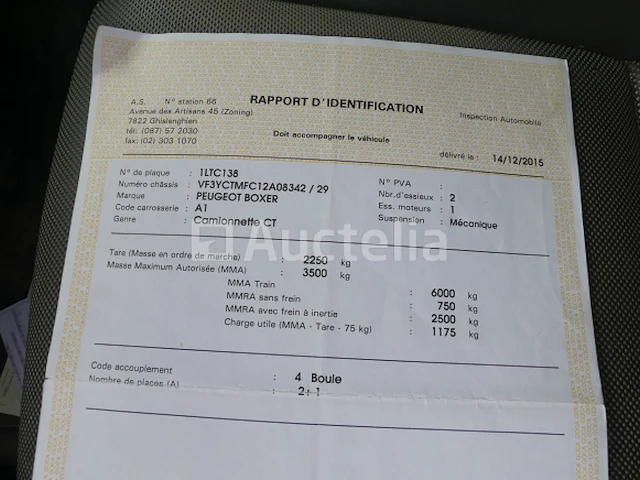 A.S. N° station 66
RAPPORT D'IDENTIFICATION
Inspection Automobile
Avenue des Artisans 45 (Zoning)
7822 Ghislenghien
tél: (087) 57 2030
fax: (02) 303 1070
Doit accompagner le véhicule
délivré le : 14/12/2015
N° de plaque : 1LTC138
Numéro châssis : VF3YCTMFC12A08342 / 29
Marque : PEUGEOT BOXER
Code carrosserie : A1
Genre : Camionnette CT
N° PVA :
Nbr.d'essieux : 2
Ess. moteurs : 1
Suspension : Mécanique
Auctelia
Tare (Masse en ordre de marche) : 2250 kg
Masse Maximum Autorisée (MMA) : 3500 kg
MMA Train : 6000 kg
MMRA sans frein : 750 kg
MMRA avec frein à inertie : 2500 kg
Charge utile (MMA - Tare - 75 kg) : 1175 kg
Code accouplement : 4 Boule
Nombre de places (A) : 2+1